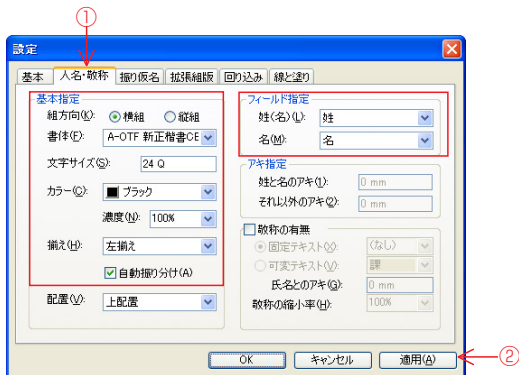 ①
設定
基本 人名・敬称 振り仮名 拡張組版 回り込み 線と塗り
基本指定
組方向(K): 横組 縦組
書体(F): A-OTF 新正楷書CE
文字サイズ(S): 24 Q
カラー(C): ブラック
濃度(N): 100%
揃え(H): 左揃え
自動振り分け(A)
配置(V): 上配置
フィールド指定
姓<名>(L): 姓
名(M): 名
アキ指定
姓と名のアキ(1): 0 mm
それ以外のアキ(2): 0 mm
敬称の有無
固定テキスト(X): (なし)
可変テキスト(V): 課
氏名とのアキ(G): 0 mm
敬称の縮小率(H): 100%
OK キャンセル 適用(A)
②